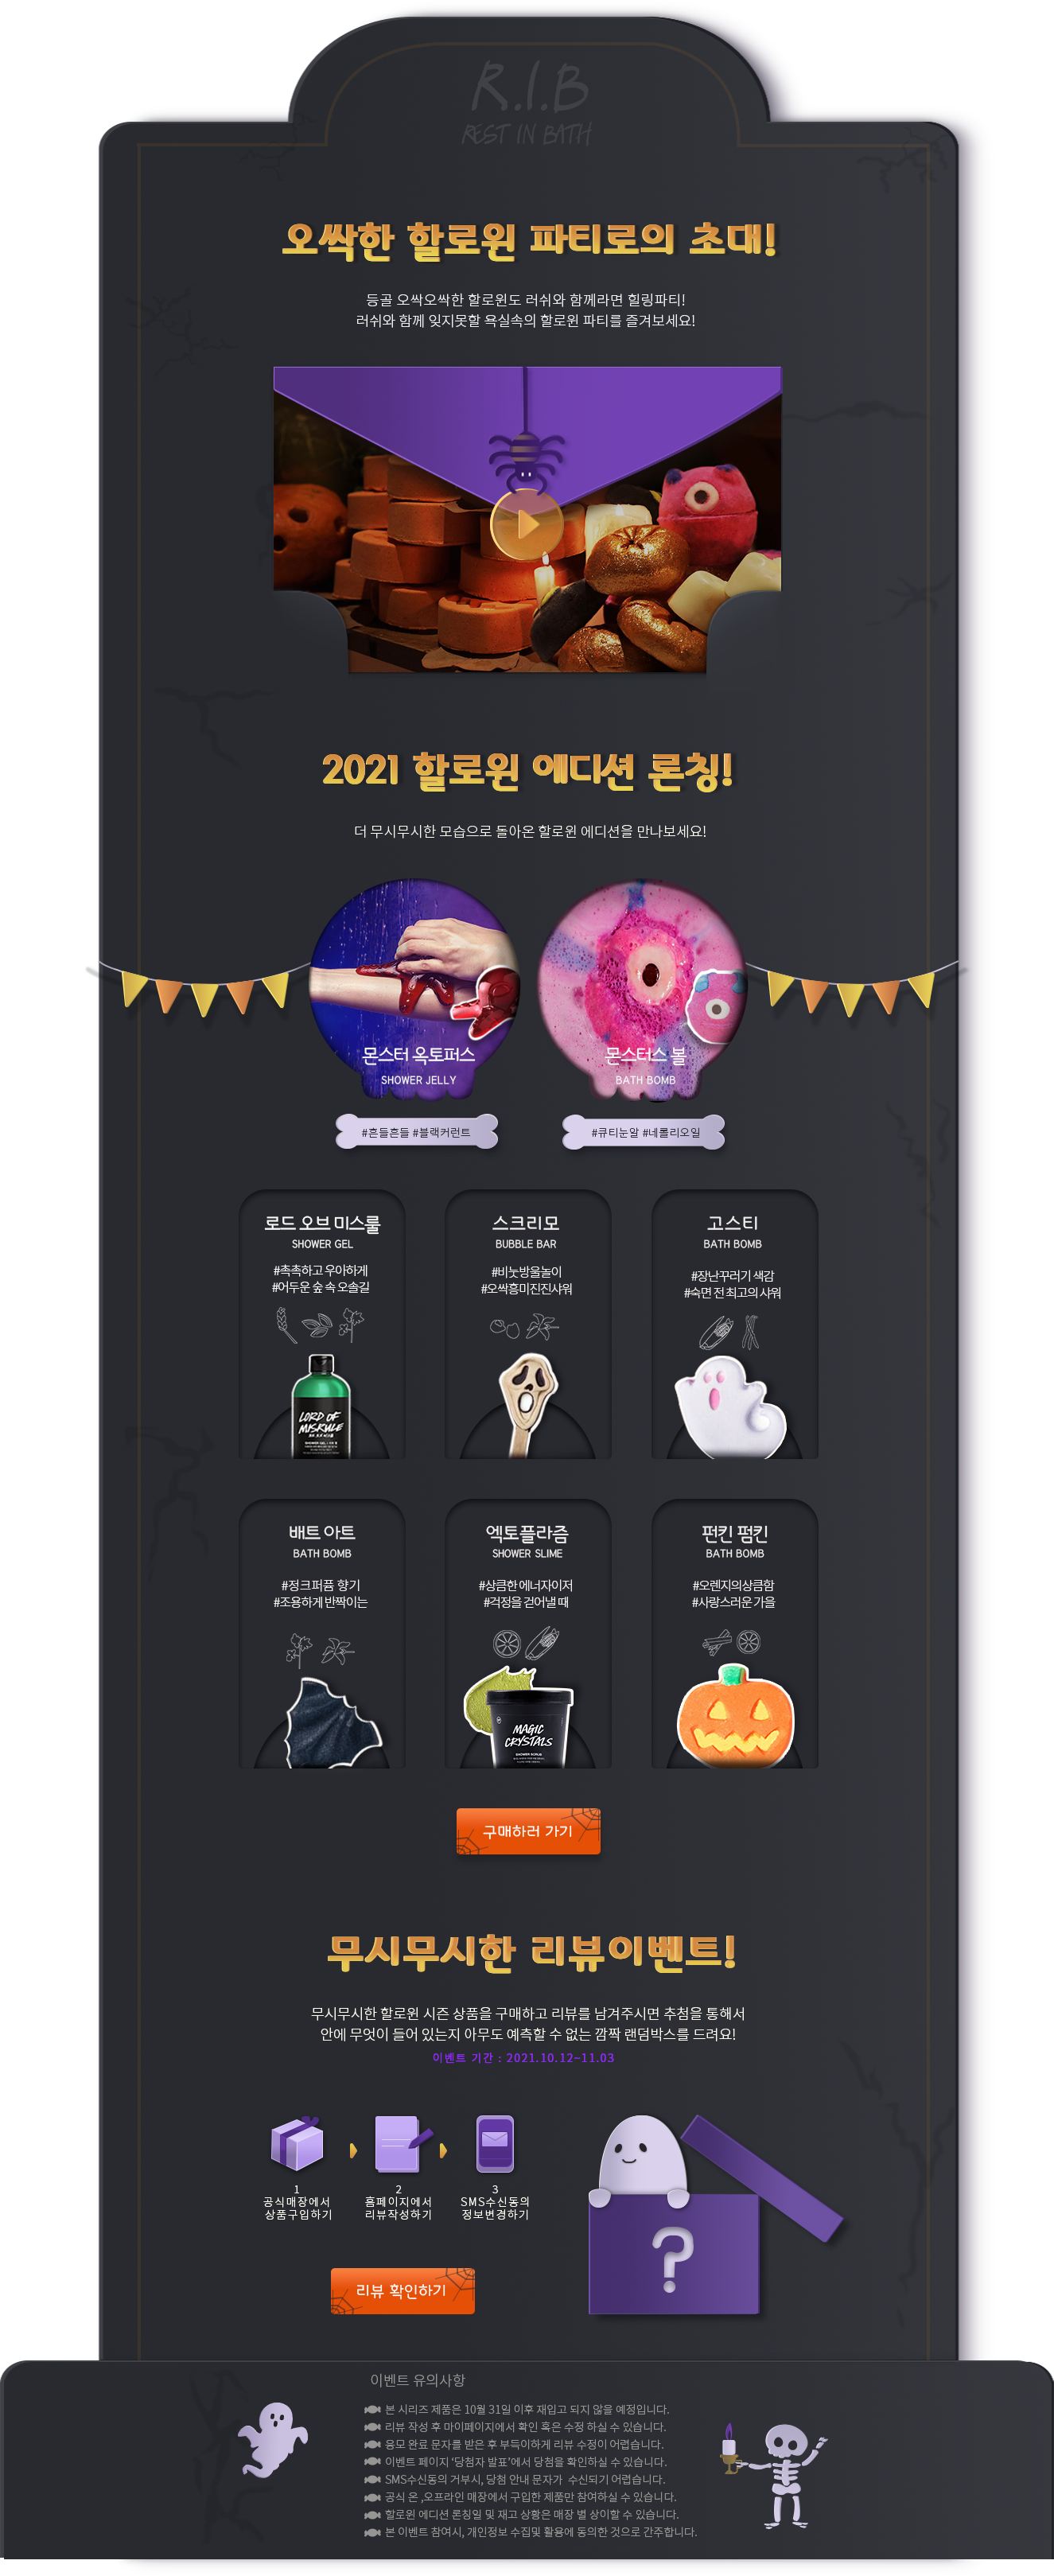 R.I.B
REST IN BATH
오싹한 할로윈 파티로의 초대!
등골 오싹오싹한 할로윈도 러쉬와 함께라면 힐링파티!
러쉬와 함께 잊지못할 욕실속의 할로윈 파티를 즐겨보세요!
2021 할로윈 에디션 론칭!
더 무시무시한 모습으로 돌아온 할로윈 에디션을 만나보세요!
몬스터 옥토퍼스
SHOWER JELLY
#흔들흔들 #블랙커런트
몬스터스 볼
BATH BOMB
#큐티눈알 #네롤리오일
로드 오브 미스룰
SHOWER GEL
#촉촉하고 우아하게
#어두운 숲 속 오솔길
LORD OF
MISRULE
스크리모
BUBBLE BAR
#비눗방울놀이
#오싹흥미진진샤워
고스티
BATH BOMB
#장난꾸러기 색감
#숙면 전 최고의 샤워
배트 아트
BATH BOMB
#정크퍼품 향기
#조용하게 반짝이는
엑토플라즘
SHOWER SLIME
#상큼한 에너자이저
#걱정을 걷어낼 때
MAGIC
CRYSTALS
SHOWER SCRUB
펀킨 펌킨
BATH BOMB
#오렌지의상큼함
#사랑스러운 가을
구매하러 가기
무시무시한 리뷰이벤트!
무시무시한 할로윈 시즌 상품을 구매하고 리뷰를 남겨주시면 추첨을 통해서
안에 무엇이 들어 있는지 아무도 예측할 수 없는 깜짝 랜덤박스를 드려요!
이벤트 기간 : 2021.10.12~11.03
1
공식매장에서
상품구입하기
2
홈페이지에서
리뷰작성하기
3
SMS수신동의
정보변경하기
?
리뷰 확인하기
이벤트 유의사항
본 시리즈 제품은 10월 31일 이후 재입고 되지 않을 예정입니다.
리뷰 작성 후 마이페이지에서 확인 혹은 수정 하실 수 있습니다.
응모 완료 문자를 받은 후 부득이하게 리뷰 수정이 어렵습니다.
이벤트 페이지 ‘당첨자 발표’에서 당첨을 확인하실 수 있습니다.
SMS수신동의 거부시, 당첨 안내 문자가 수신되기 어렵습니다.
공식 온 ,오프라인 매장에서 구입한 제품만 참여하실 수 있습니다.
할로윈 에디션 론칭일 및 재고 상황은 매장 별 상이할 수 있습니다.
본 이벤트 참여시, 개인정보 수집및 활용에 동의한 것으로 간주합니다.